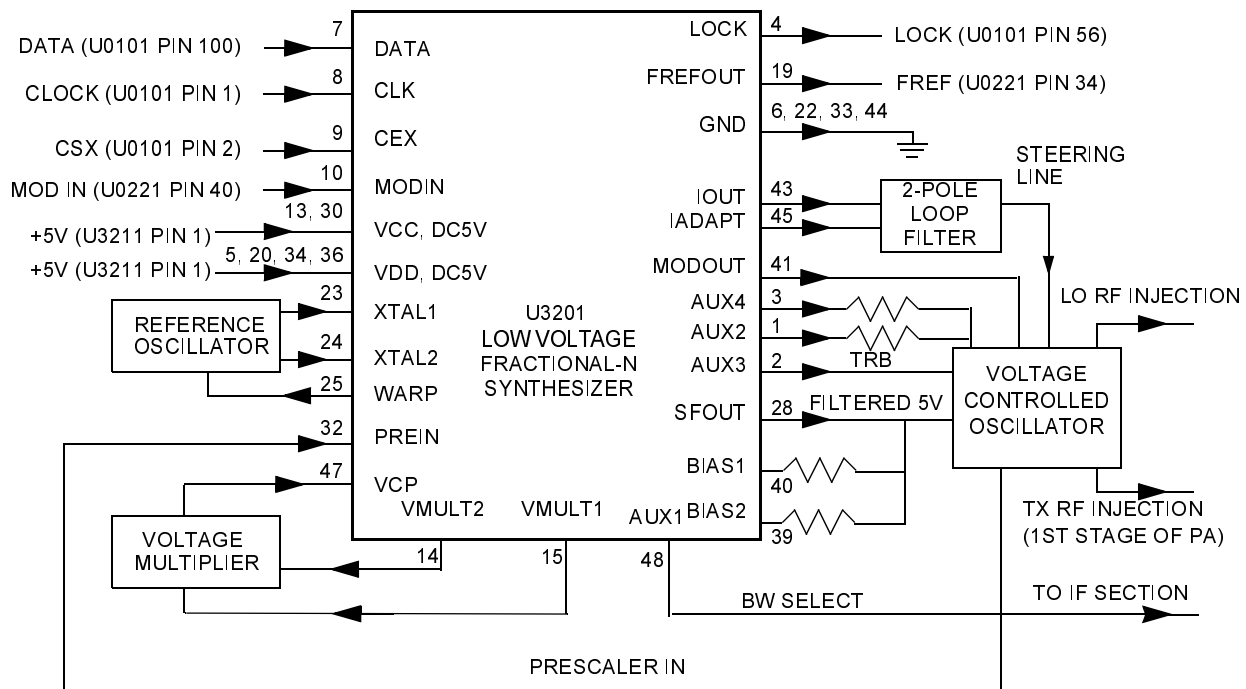 7
DATA (U0101 PIN 100)
DATA
8
CLOCK (U0101 PIN 1)
CLK
9
CSX (U0101 PIN 2)
CEX
10
MOD IN (U0221 PIN 40)
MODIN
13, 30
+5V (U3211 PIN 1)
VCC, DC5V
5, 20, 34, 36
+5V (U3211 PIN 1)
VDD, DC5V
23
XTAL1
REFERENCE
OSCILLATOR
24
XTAL2
25
WARP
32
PREIN
47
VCP
VOLTAGE
MULTIPLIER
U3201
LOW VOLTAGE
FRACTIONAL-N
SYNTHESIZER
VMULT2
VMULT1
AUX1
14
15
48
LOCK
4
LOCK (U0101 PIN 56)
FREFOUT
19
FREF (U0221 PIN 34)
GND
6, 22, 33, 44
IOUT
43
IADAPT
45
2-POLE
LOOP
FILTER
STEERING
LINE
MODOUT
41
AUX4
3
AUX2
1
TRB
AUX3
2
SFOUT
28
FILTERED 5V
BIAS1
40
BIAS2
39
VOLTAGE
CONTROLLED
OSCILLATOR
LO RF INJECTION
TX RF INJECTION
(1ST STAGE OF PA)
BW SELECT
TO IF SECTION
PRESCALER IN